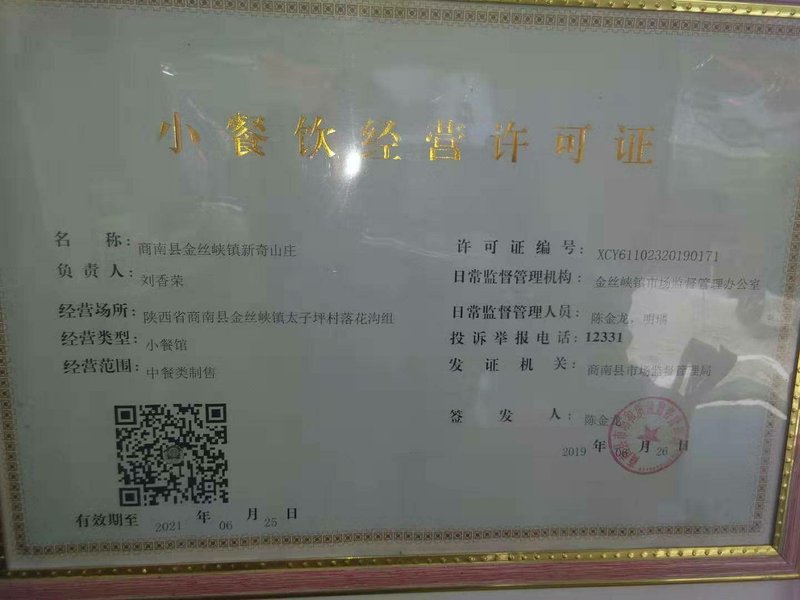 小餐饮经营许可证
名称：商南县金丝峡镇新奇山庄
负责人：刘香荣
经营场所：陕西省商南县金丝峡镇太子坪村落花沟组
经营类型：小餐馆
经营范围：中餐类制售
有效期至 2021 年 06 月 25 日
许可证编号：XCY61102320190171
日常监督管理机构：金丝峡镇市场监督管理办公室
日常监督管理人员：陈金龙、明瑞
投诉举报电话：12331
发证机关：商南县市场监督管理局
签发人：陈金龙
2019 年 06 月 26 日